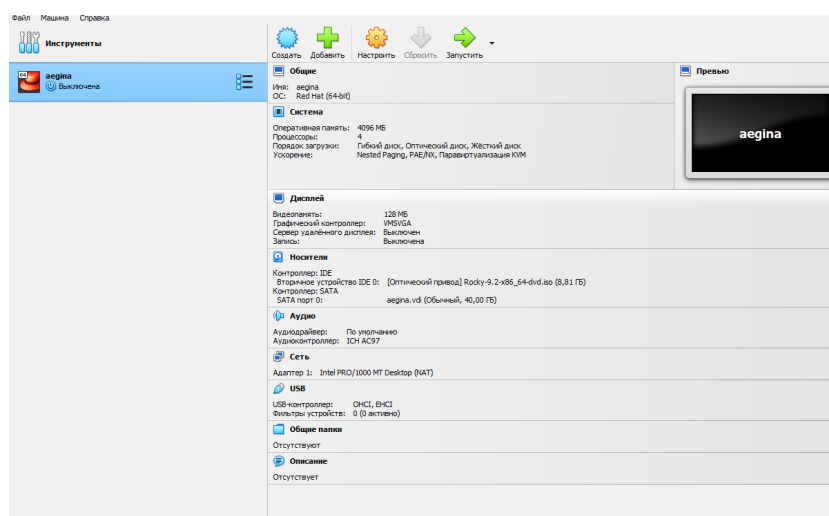 Файл Машина Справка
Инструменты
Создать Добавить Настроить Сбросить Запустить
64
aegina
Выключена
Общие
Имя: aegina
ОС: Red Hat (64-bit)
Система
Оперативная память: 4096 МБ
Процессоры: 4
Порядок загрузки: Гибкий диск, Оптический диск, Жёсткий диск
Ускорение: Nested Paging, PAE/NX, Паравиртуализация KVM
Превью
aegina
Дисплей
Видеопамять: 128 МБ
Графический контроллер: VMSVGA
Сервер удалённого дисплея: Выключен
Запись: Выключена
Носители
Контроллер: IDE
Вторичное устройство IDE 0: [Оптический привод] Rocky-9.2-x86_64-dvd.iso (8,81 ГБ)
Контроллер: SATA
SATA порт 0: aegina.vdi (Обычный, 40,00 ГБ)
Аудио
Аудиодрайвер: По умолчанию
Аудиоконтроллер: ICH AC97
Сеть
Адаптер 1: Intel PRO/1000 MT Desktop (NAT)
USB
USB-контроллер: OHCI, EHCI
Фильтры устройств: 0 (0 активно)
Общие папки
Отсутствуют
Описание
Отсутствует